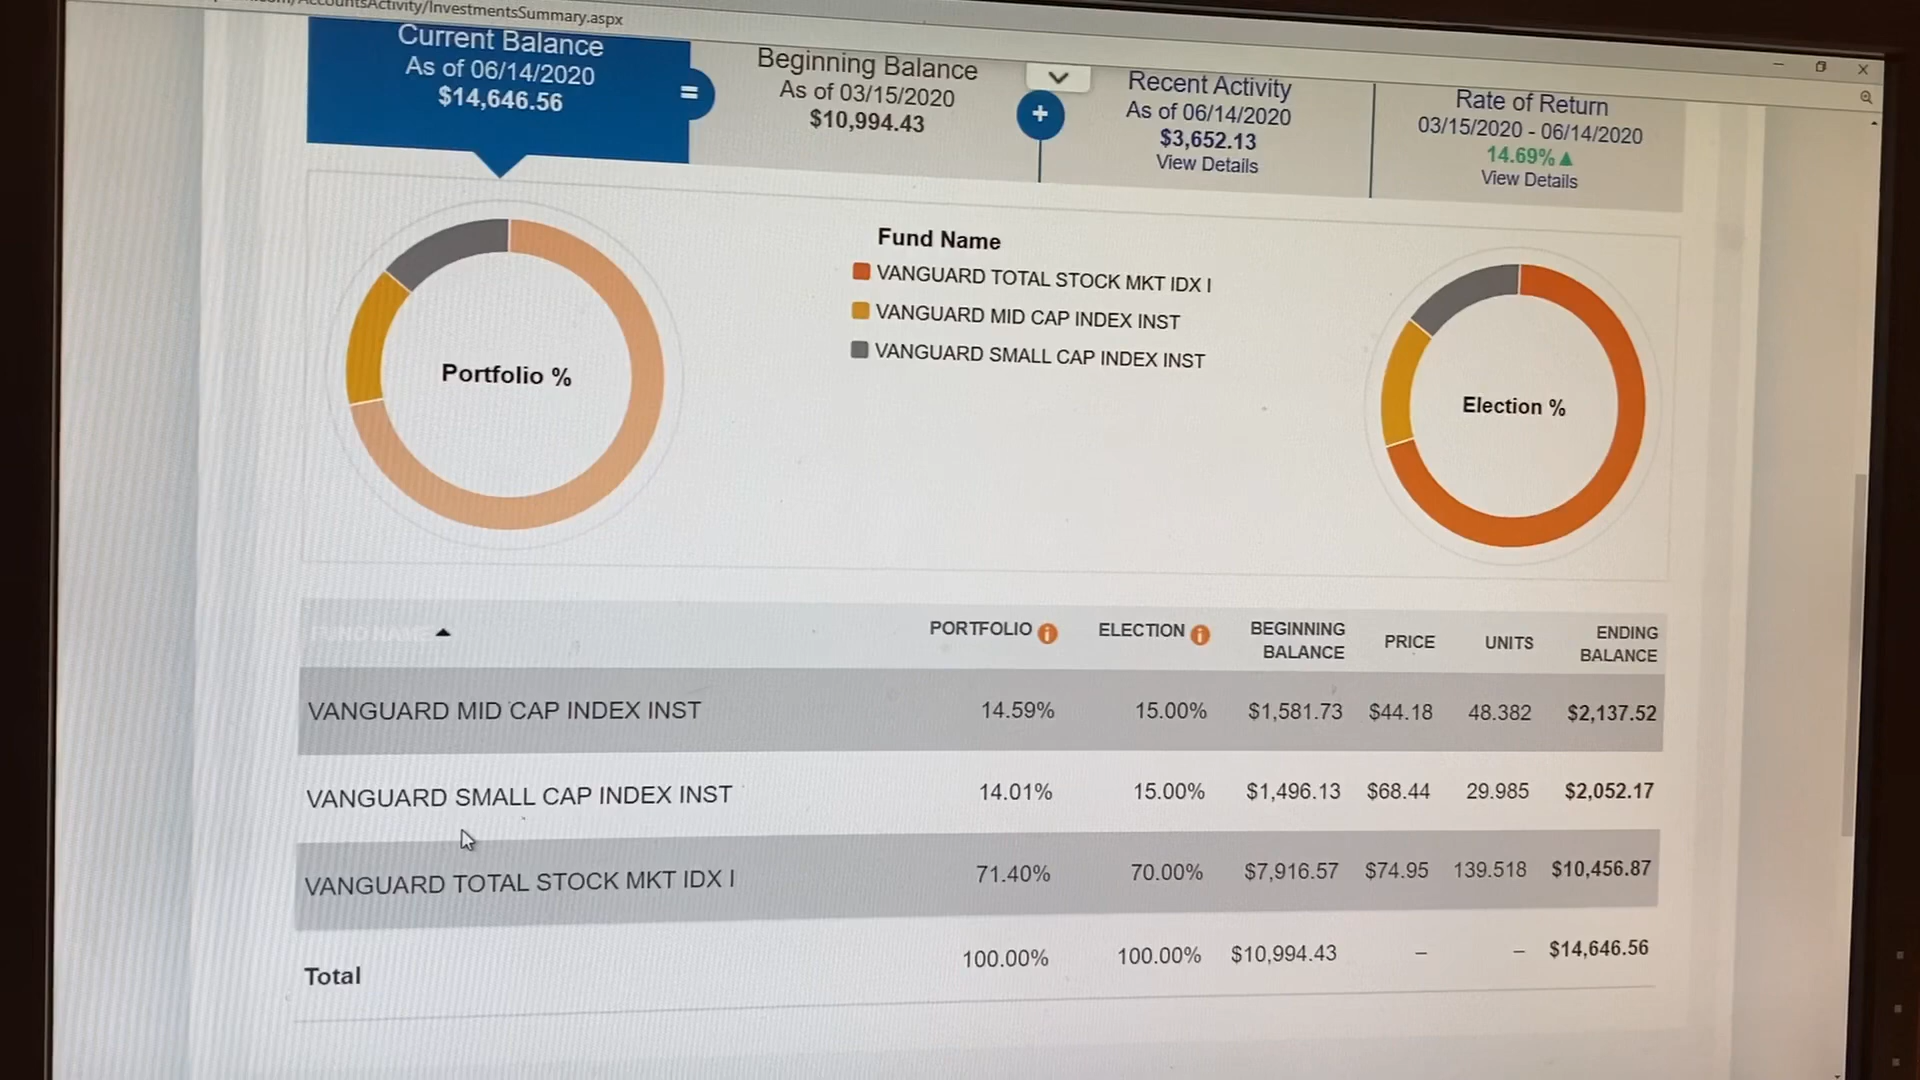 AccountsActivity/InvestmentsSummary.aspx
Current Balance
As of 06/14/2020
$14,646.56
=
Beginning Balance
As of 03/15/2020
$10,994.43
+
Recent Activity
As of 06/14/2020
$3,652.13
View Details
Rate of Return
03/15/2020 - 06/14/2020
14.69%
View Details
Portfolio %
Fund Name
VANGUARD TOTAL STOCK MKT IDX I
VANGUARD MID CAP INDEX INST
VANGUARD SMALL CAP INDEX INST
Election %
FUND NAME PORTFOLIO i ELECTION i BEGINNING BALANCE PRICE UNITS ENDING BALANCE
VANGUARD MID CAP INDEX INST 14.59% 15.00% $1,581.73 $44.18 48.382 $2,137.52
VANGUARD SMALL CAP INDEX INST 14.01% 15.00% $1,496.13 $68.44 29.985 $2,052.17
VANGUARD TOTAL STOCK MKT IDX I 71.40% 70.00% $7,916.57 $74.95 139.518 $10,456.87
Total 100.00% 100.00% $10,994.43 – – $14,646.56